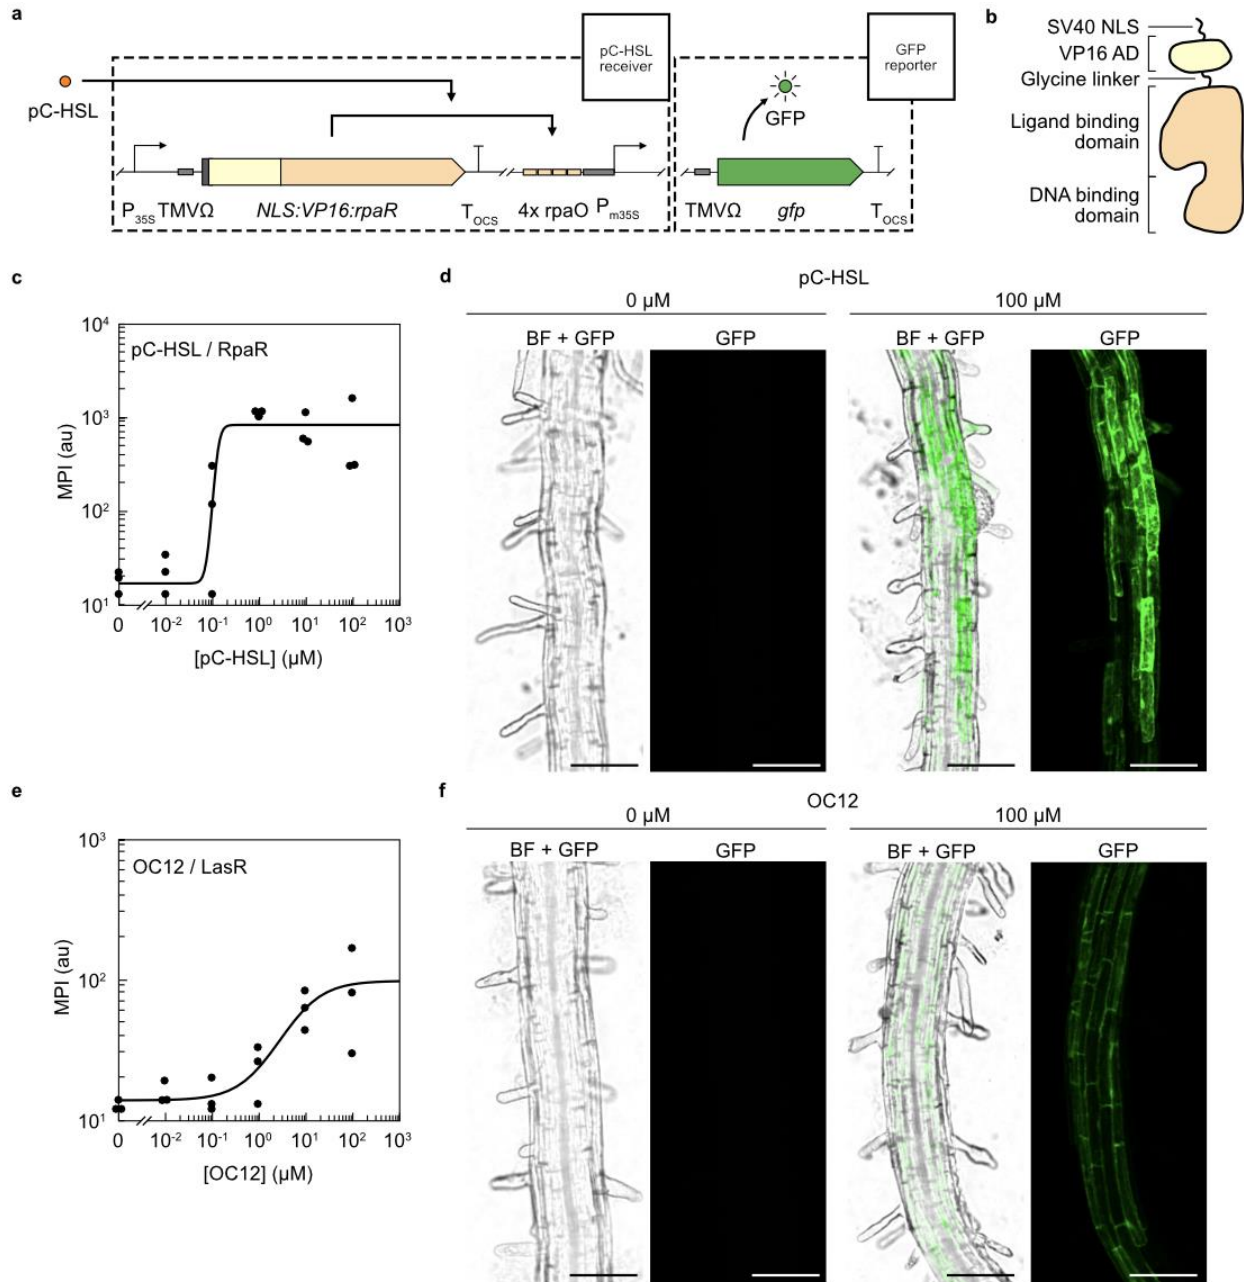 a
pC-HSL
receiver
GFP
reporter
pC-HSL
GFP
P35S TMVΩ NLS:VP16:rpaR TOCS 4x rpaO Pm35S TMVΩ gfp TOCS
b
SV40 NLS
VP16 AD
Glycine linker
Ligand binding
domain
DNA binding
domain
c
pC-HSL / RpaR
MPI (au)
10⁴
10³
10²
10¹
0 10⁻² 10⁻¹ 10⁰ 10¹ 10² 10³
[pC-HSL] (µM)
d
pC-HSL
0 µM 100 µM
BF + GFP GFP BF + GFP GFP
e
OC12 / LasR
MPI (au)
10³
10²
10¹
0 10⁻² 10⁻¹ 10⁰ 10¹ 10² 10³
[OC12] (µM)
f
OC12
0 µM 100 µM
BF + GFP GFP BF + GFP GFP